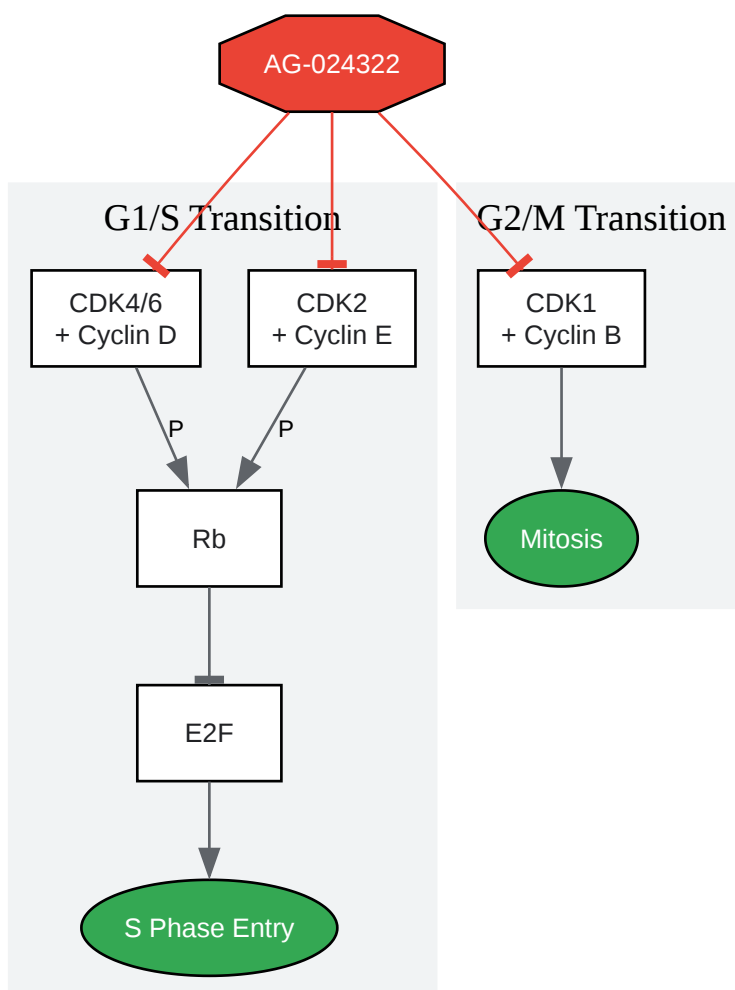 AG-024322
G1/S Transition
G2/M Transition
CDK4/6
+ Cyclin D
CDK2
+ Cyclin E
CDK1
+ Cyclin B
P
P
Rb
Mitosis
E2F
S Phase Entry